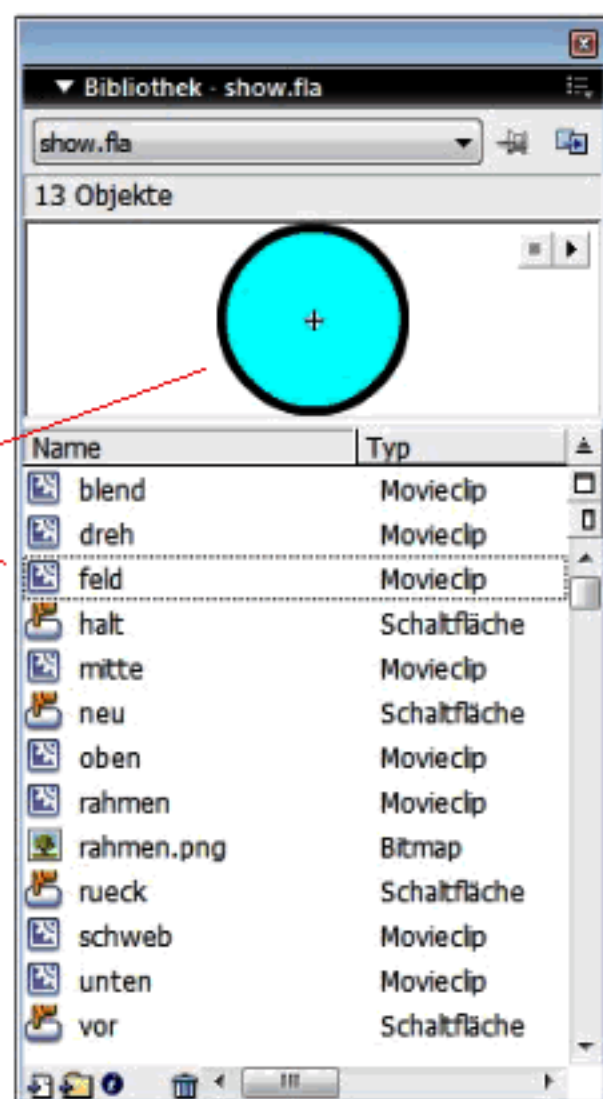 Bibliothek - show.fla
show.fla
13 Objekte
Name Typ
blend Movieclip
dreh Movieclip
feld Movieclip
halt Schaltfläche
mitte Movieclip
neu Schaltfläche
oben Movieclip
rahmen Movieclip
rahmen.png Bitmap
rueck Schaltfläche
schweb Movieclip
unten Movieclip
vor Schaltfläche